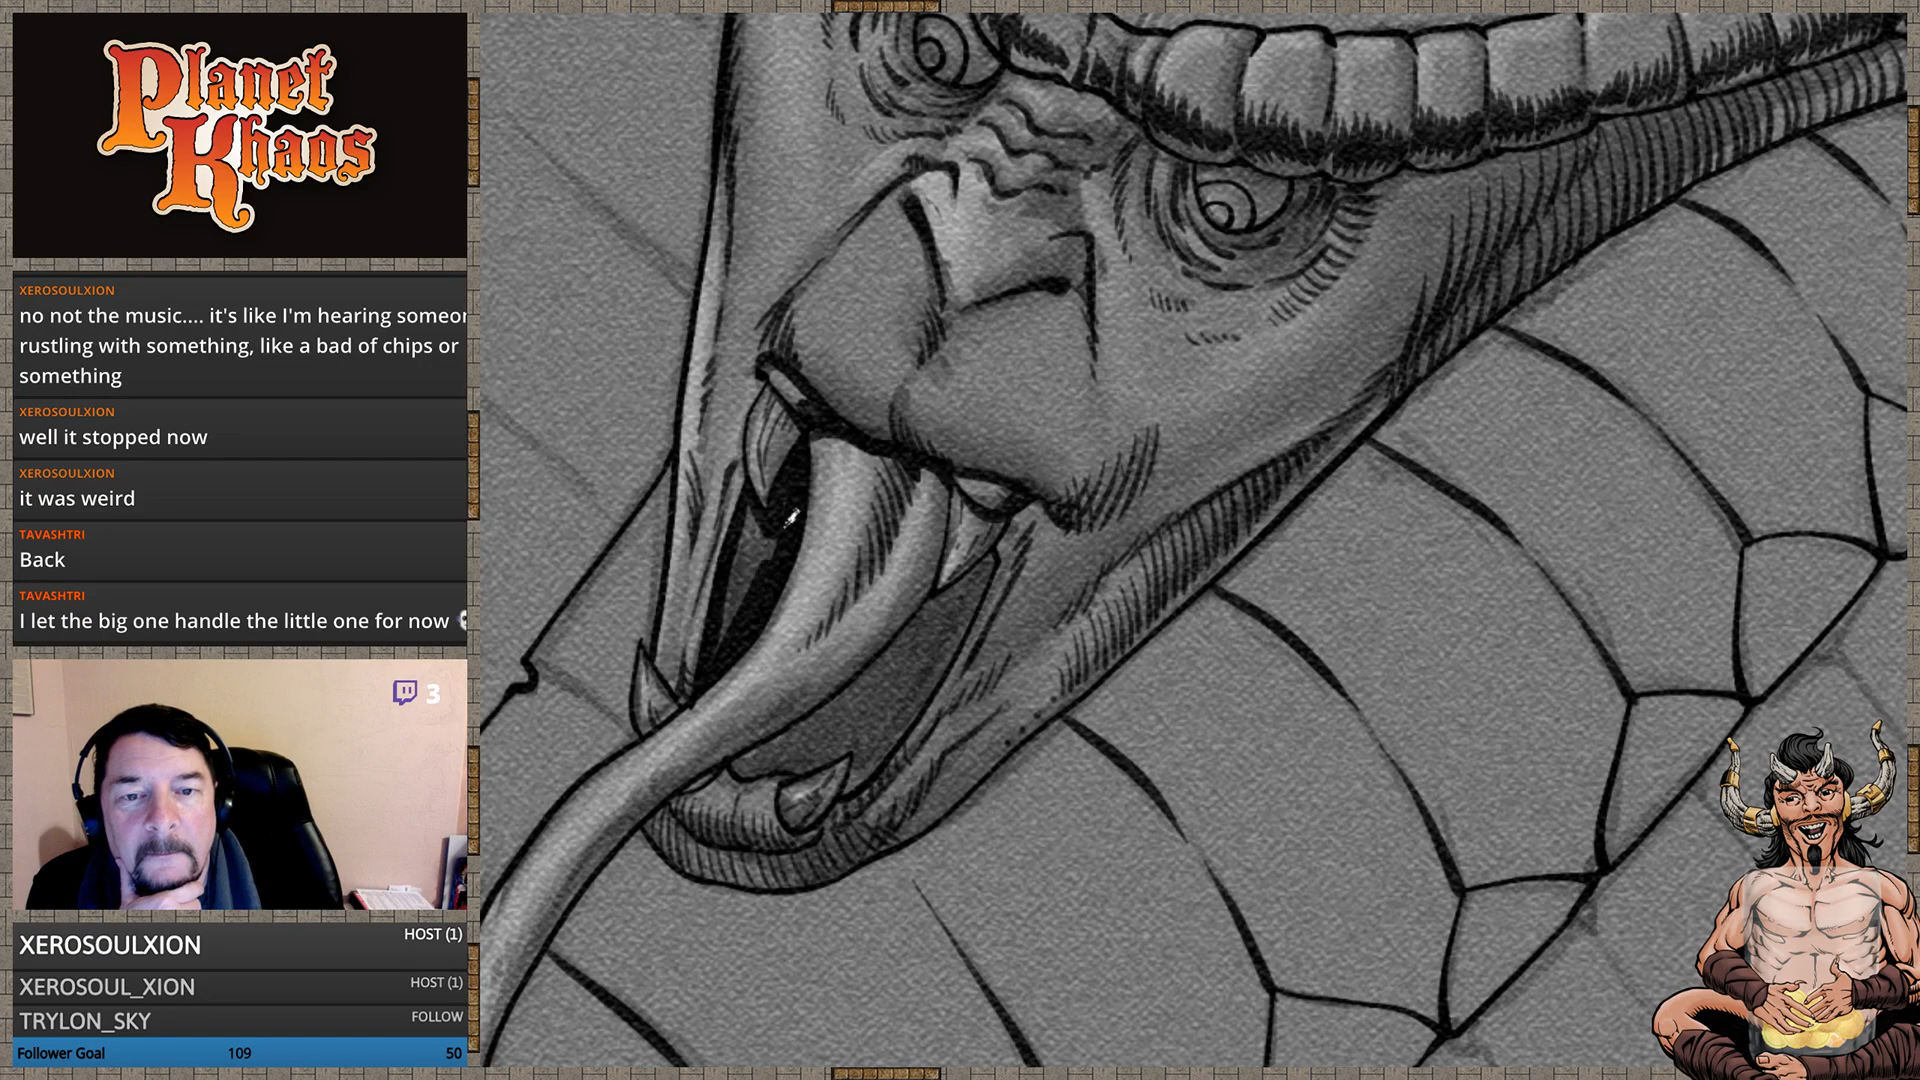 Planet
Khaos
XEROSOULXION
no not the music.... it's like I'm hearing someor
rustling with something, like a bad of chips or
something
XEROSOULXION
well it stopped now
XEROSOULXION
it was weird
TAVASHTRI
Back
TAVASHTRI
I let the big one handle the little one for now
3
XEROSOULXION HOST (1)
XEROSOUL_XION HOST (1)
TRYLON_SKY FOLLOW
Follower Goal 109 50